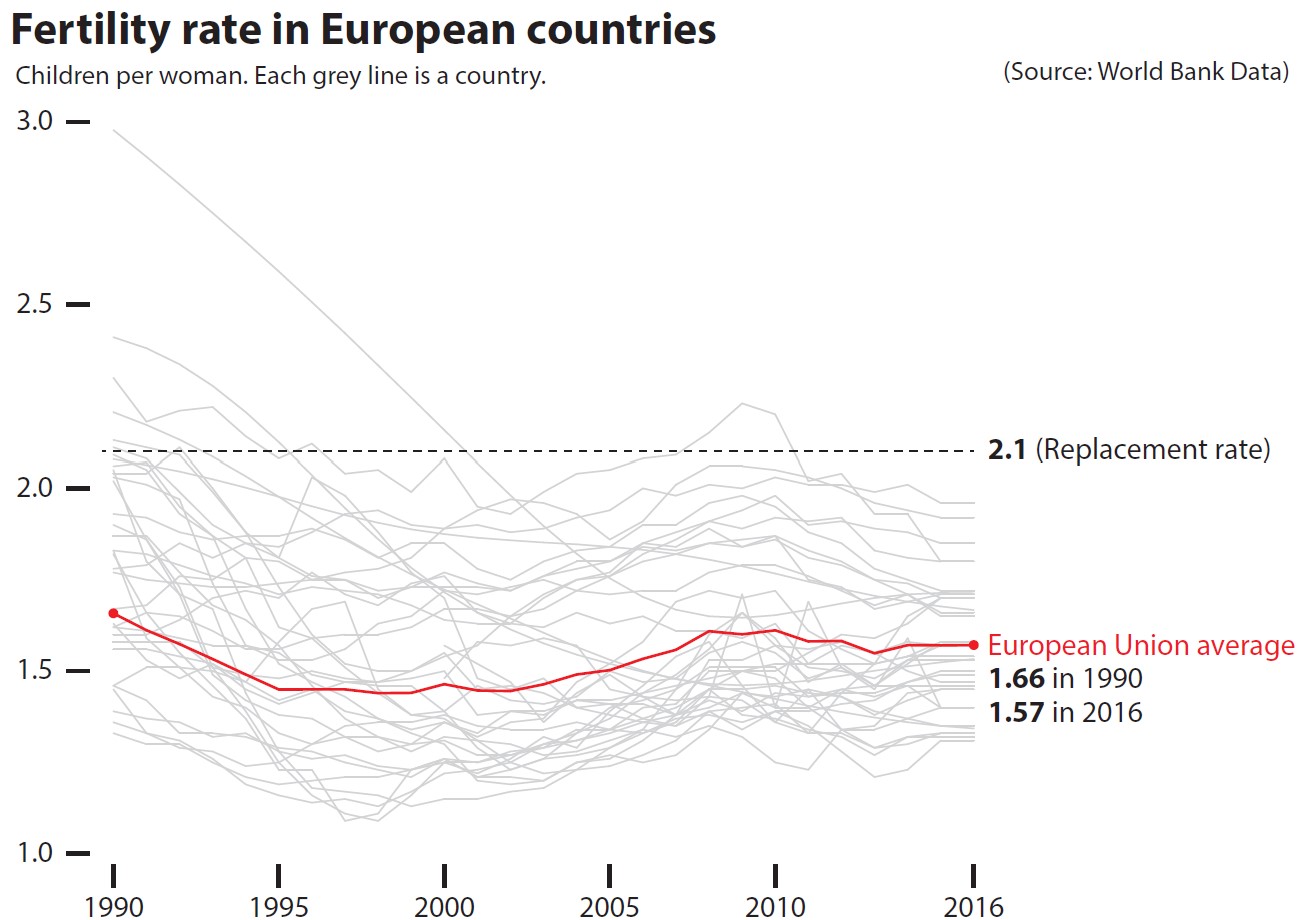 Fertility rate in European countries
Children per woman. Each grey line is a country.
(Source: World Bank Data)
3.0
2.5
2.1 (Replacement rate)
2.0
European Union average
1.5
1.66 in 1990
1.57 in 2016
1.0
1990 1995 2000 2005 2010 2016